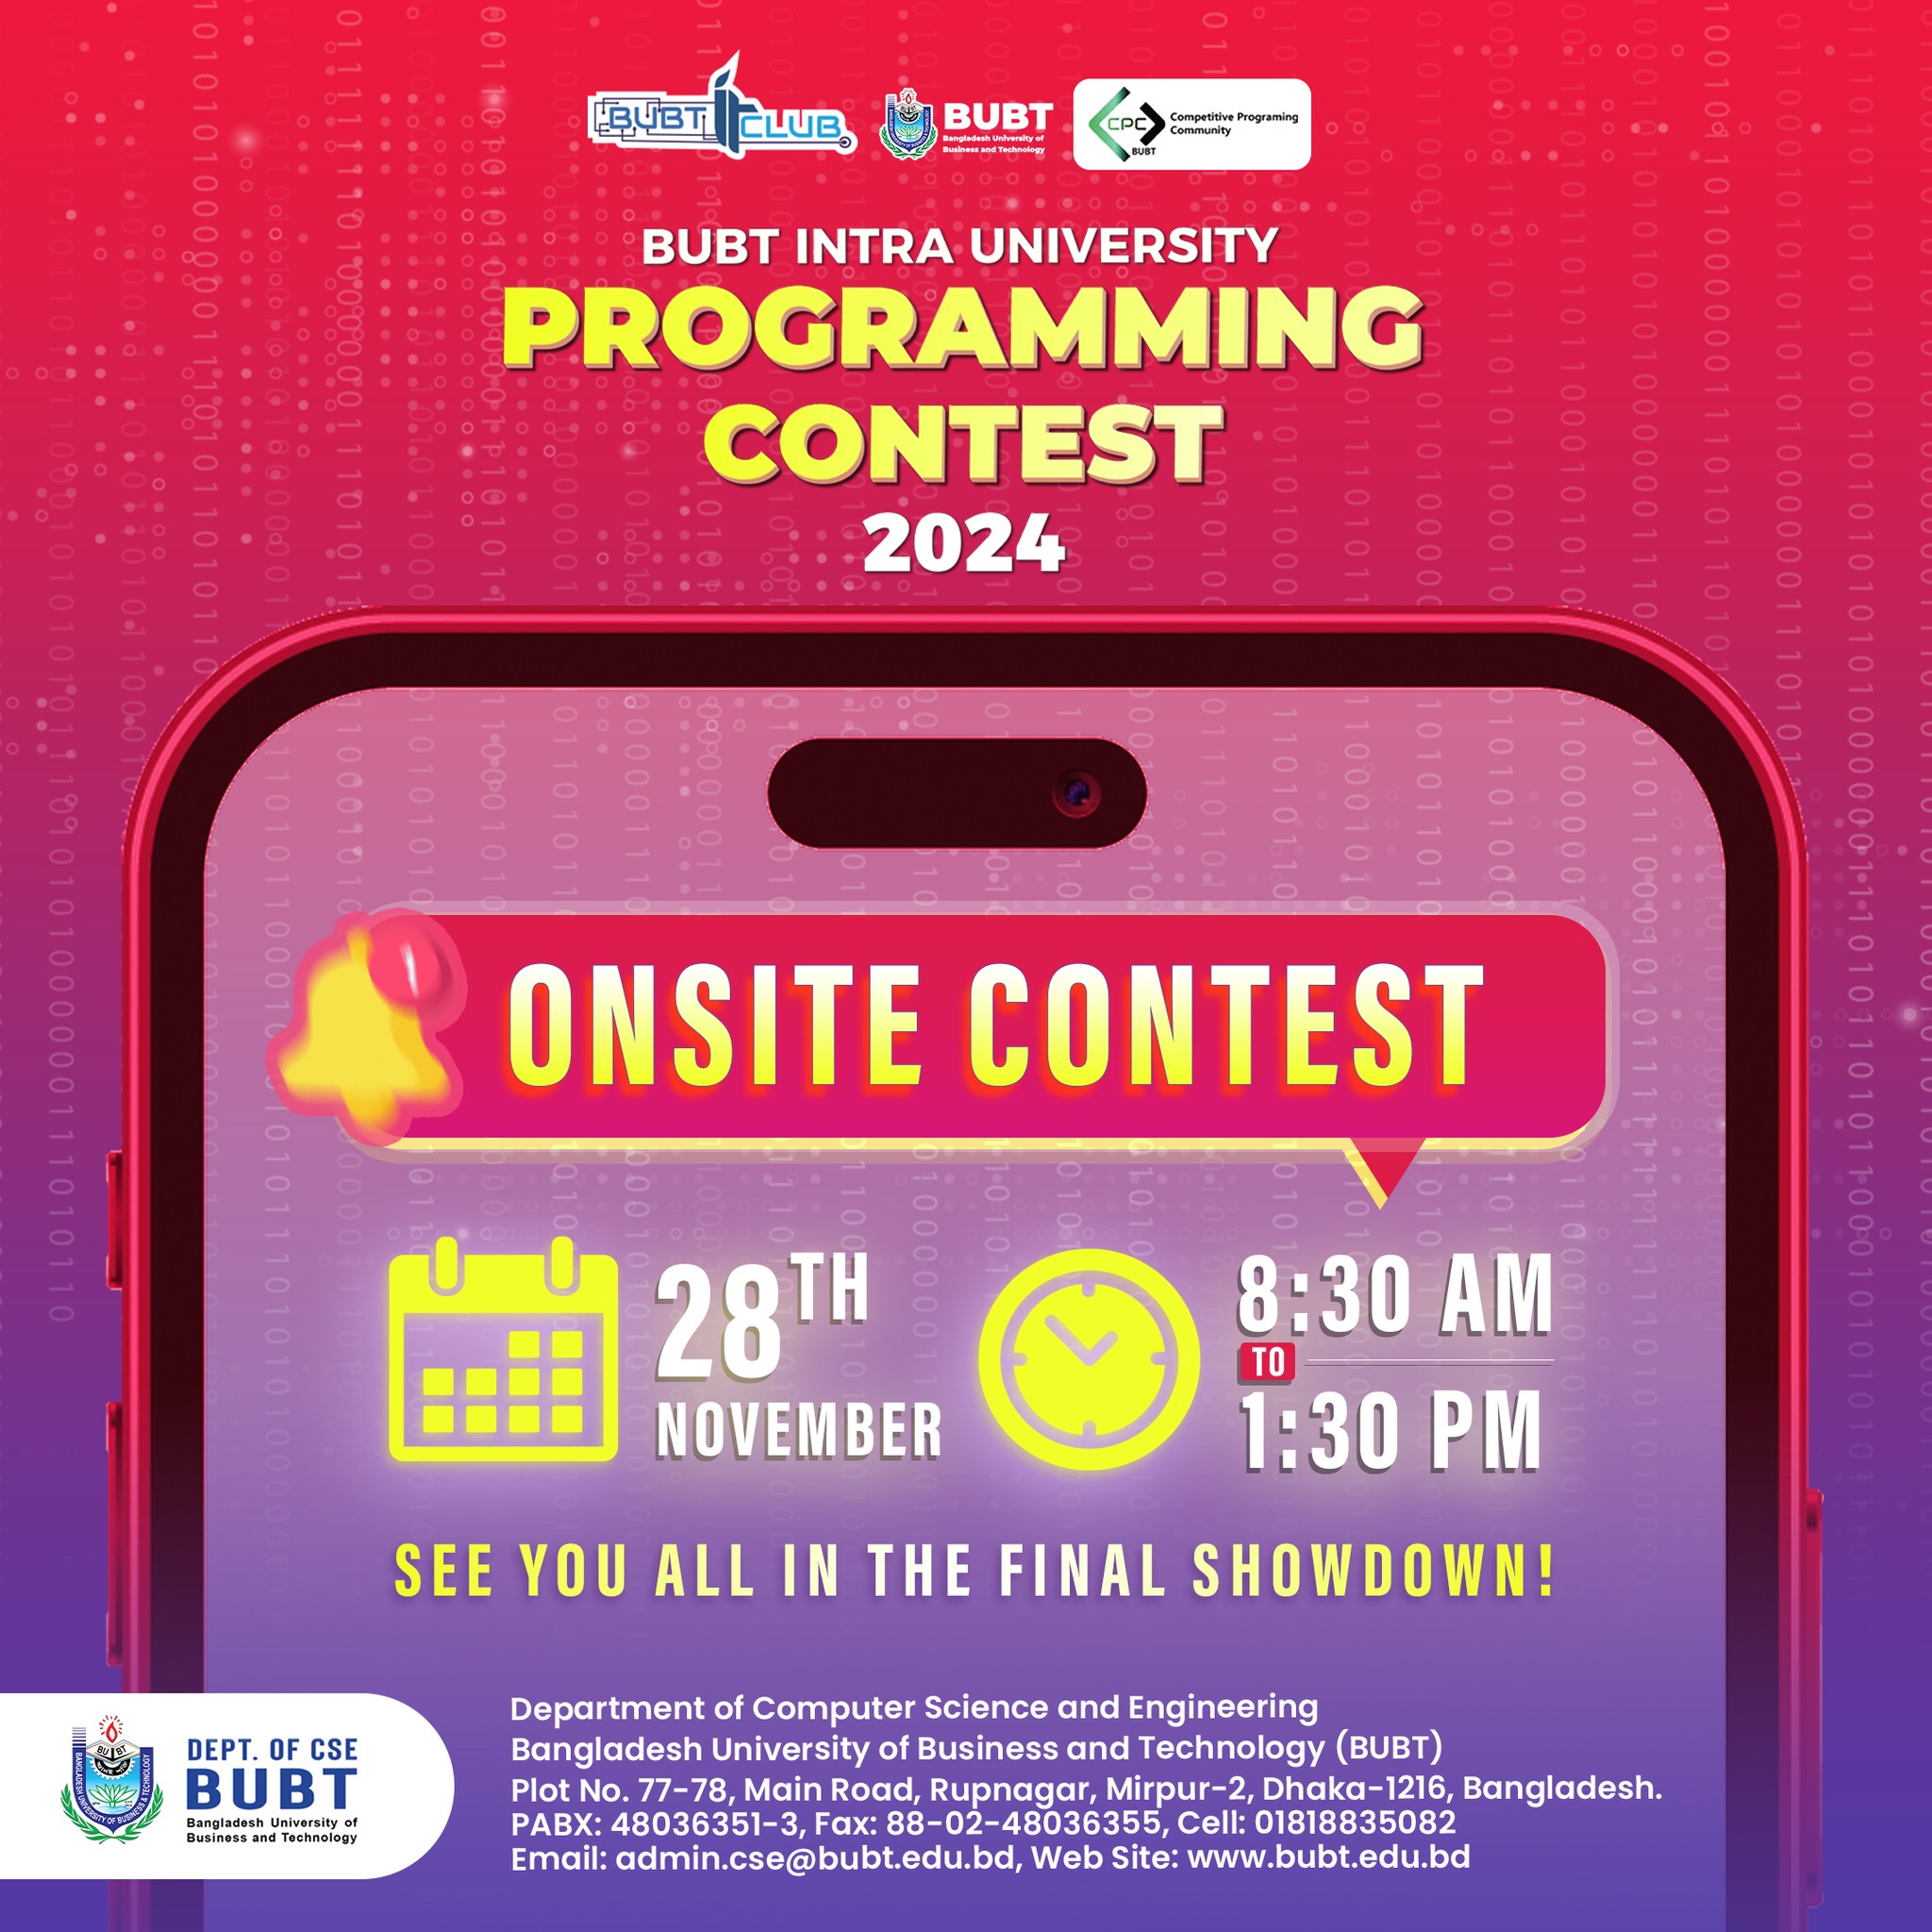 BUBT IT CLUB
BUBT
Bangladesh University of
Business and Technology
CPC
BUBT
Competitive Programing
Community
BUBT INTRA UNIVERSITY
PROGRAMMING
CONTEST
2024
ONSITE CONTEST
28TH
NOVEMBER
8:30 AM
TO
1:30 PM
SEE YOU ALL IN THE FINAL SHOWDOWN!
DEPT. OF CSE
BUBT
Bangladesh University of
Business and Technology
Department of Computer Science and Engineering
Bangladesh University of Business and Technology (BUBT)
Plot No. 77-78, Main Road, Rupnagar, Mirpur-2, Dhaka-1216, Bangladesh.
PABX: 48036351-3, Fax: 88-02-48036355, Cell: 01818835082
Email: admin.cse@bubt.edu.bd, Web Site: www.bubt.edu.bd